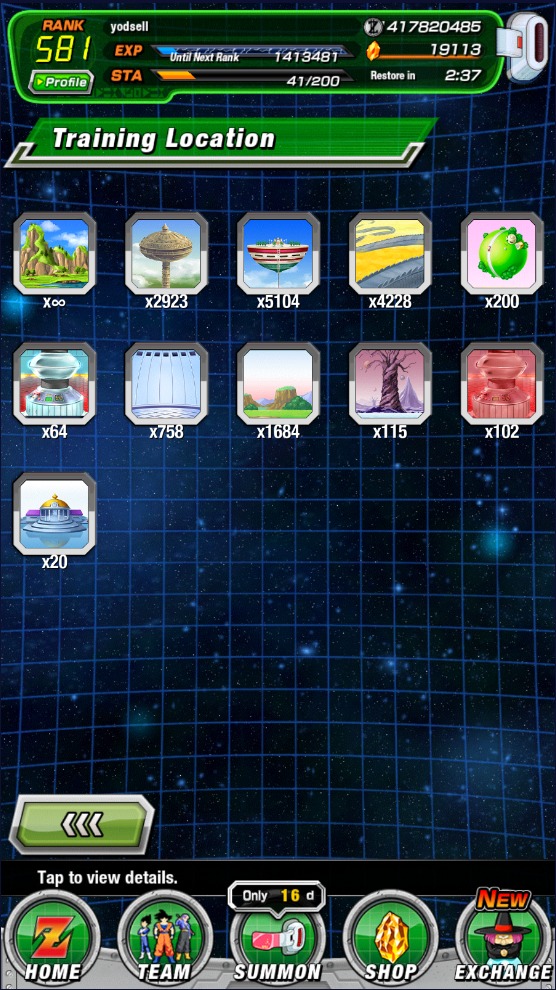 RANK
581
yodsell
417820485
EXP
Until Next Rank 1413481
19113
Profile
STA
41/200
Restore in 2:37
Training Location
x∞
x2923
x5104
x4228
x200
x64
x758
x1684
x115
x102
x20
Tap to view details.
Only 16 d
NEW
HOME
TEAM
SUMMON
SHOP
EXCHANGE